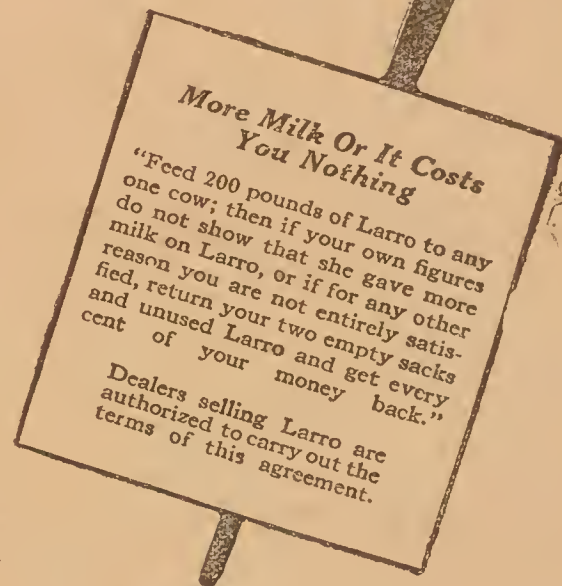 More Milk Or It Costs
You Nothing
"Feed 200 pounds of Larro to any
one cow; then if your own figures
do not show that she gave more
milk on Larro, or if for any other
reason you are not entirely satis-
fied, return your two empty sacks
and unused Larro and get every
cent of your money back."
Dealers selling Larro are
authorized to carry out the
terms of this agreement.